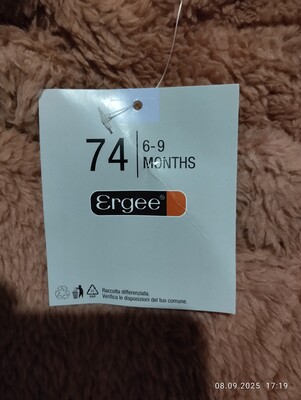 74
6-9
MONTHS
ergee®
Raccolta differenziata.
Verifica le disposizioni del tuo comune.
08.09.2025 17:19